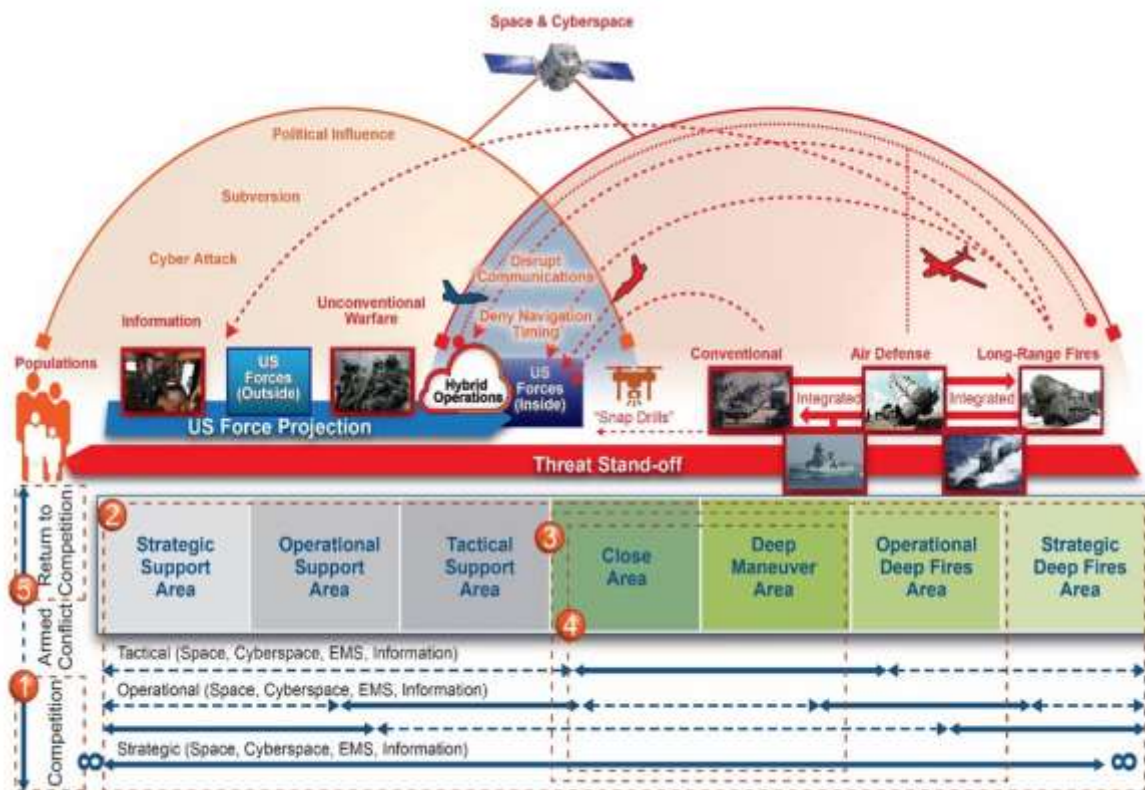 Space & Cyberspace
Political Influence
Subversion
Cyber Attack
Disrupt
Communications
Information
Unconventional
Warfare
Deny Navigation
Timing
Populations
US
Forces
(Outside)
Hybrid
Operations
US
Forces
(Inside)
Conventional
Air Defense
Long-Range Fires
Integrated
Integrated
"Snap Drills"
US Force Projection
Threat Stand-off
Return to
Competition
Armed
Conflict
Competition
5
1
2
Strategic
Support
Area
Operational
Support
Area
Tactical
Support
Area
3
Close
Area
4
Deep
Maneuver
Area
Operational
Deep Fires
Area
Strategic
Deep Fires
Area
Tactical (Space, Cyberspace, EMS, Information)
Operational (Space, Cyberspace, EMS, Information)
Strategic (Space, Cyberspace, EMS, Information)
∞
∞